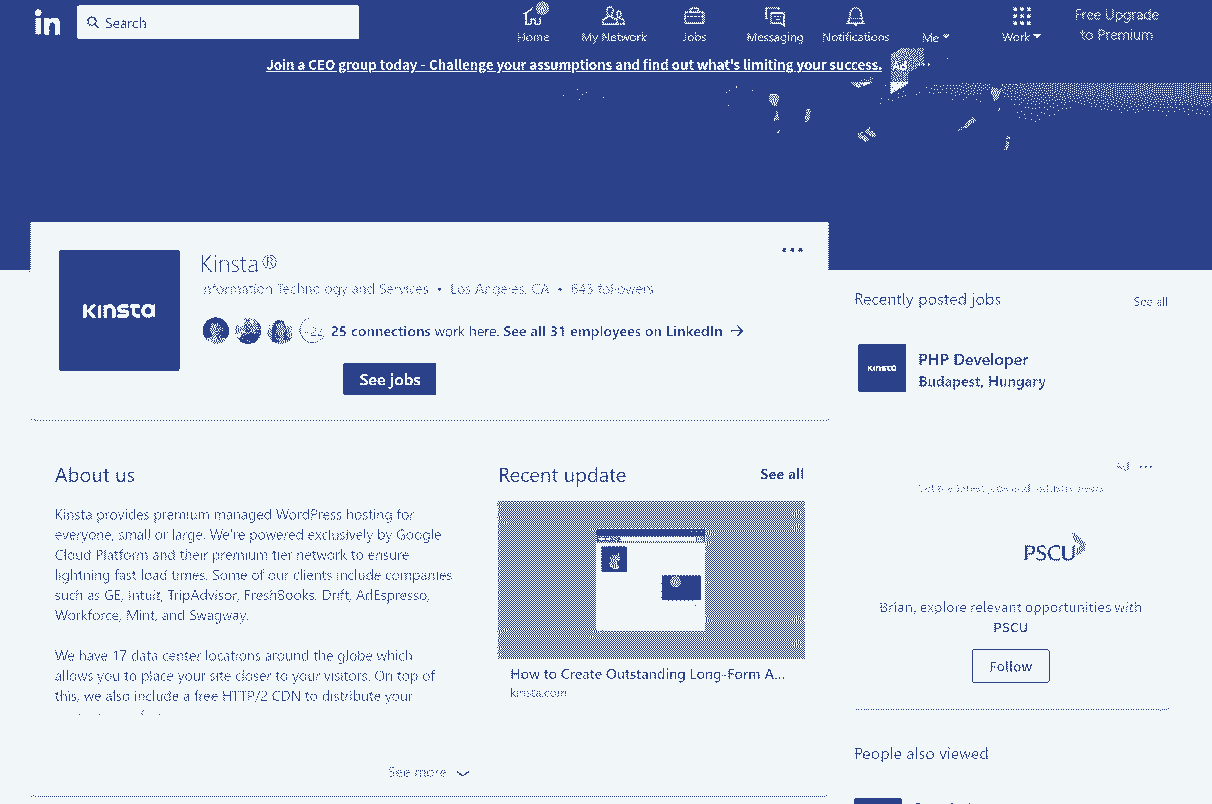 in
Search
Home
My Network
Jobs
Messaging
Notifications
Me
Work
Free Upgrade
to Premium
Join a CEO group today - Challenge your assumptions and find out what's limiting your success. Ad ...
Kinsta®
Information Technology and Services • Los Angeles, CA • 643 followers
25 connections work here. See all 31 employees on LinkedIn →
KINSTA
See jobs
About us
Kinsta provides premium managed WordPress hosting for
everyone, small or large. We're powered exclusively by Google
Cloud Platform and their premium tier network to ensure
lightning fast load times. Some of our clients include companies
such as GE, Intuit, TripAdvisor, FreshBooks, Drift, AdEspresso,
Workforce, Mint, and Swagway.
We have 17 data center locations around the globe which
allows you to place your site closer to your visitors. On top of
this, we also include a free HTTP/2 CDN to distribute your
See more
Recent update
See all
How to Create Outstanding Long-Form A...
kinsta.com
Recently posted jobs
See all
KINSTA
PHP Developer
Budapest, Hungary
Ad ...
Get the latest jobs and industry news
PSCU
Brian, explore relevant opportunities with
PSCU
Follow
People also viewed